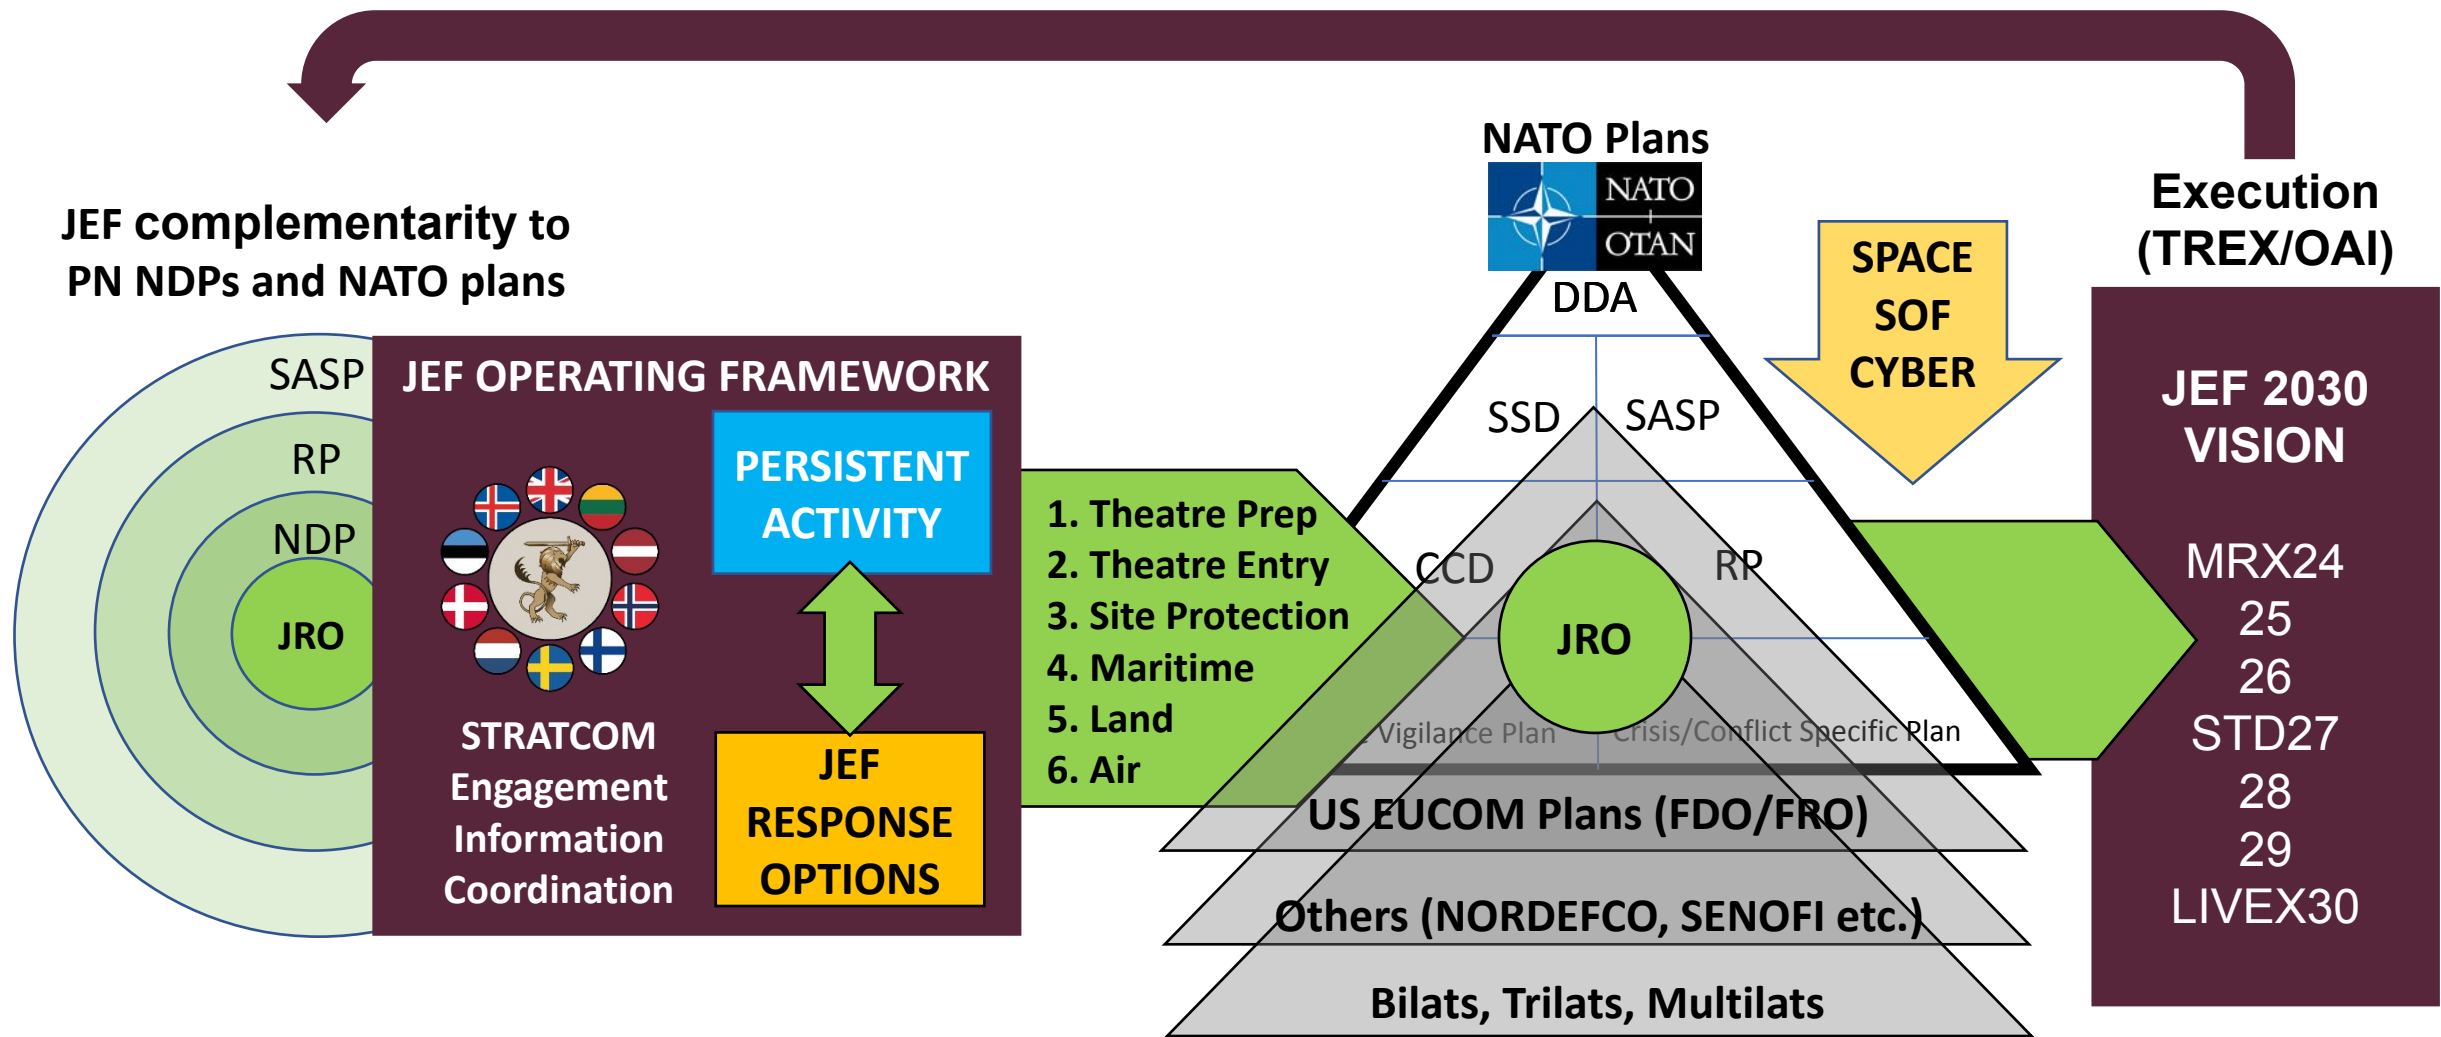 JEF complementarity to
PN NDPs and NATO plans
SASP
RP
NDP
JRO
JEF OPERATING FRAMEWORK
STRATCOM
Engagement
Information
Coordination
PERSISTENT
ACTIVITY
JEF
RESPONSE
OPTIONS
1. Theatre Prep
2. Theatre Entry
3. Site Protection
4. Maritime
5. Land
6. Air
NATO Plans
NATO
OTAN
DDA
SSD
SASP
CCD
RP
JRO
Vigilance Plan
Crisis/Conflict Specific Plan
US EUCOM Plans (FDO/FRO)
Others (NORDEFCO, SENOFI etc.)
Bilats, Trilats, Multilats
SPACE
SOF
CYBER
Execution
(TREX/OAI)
JEF 2030
VISION
MRX24
25
26
STD27
28
29
LIVEX30